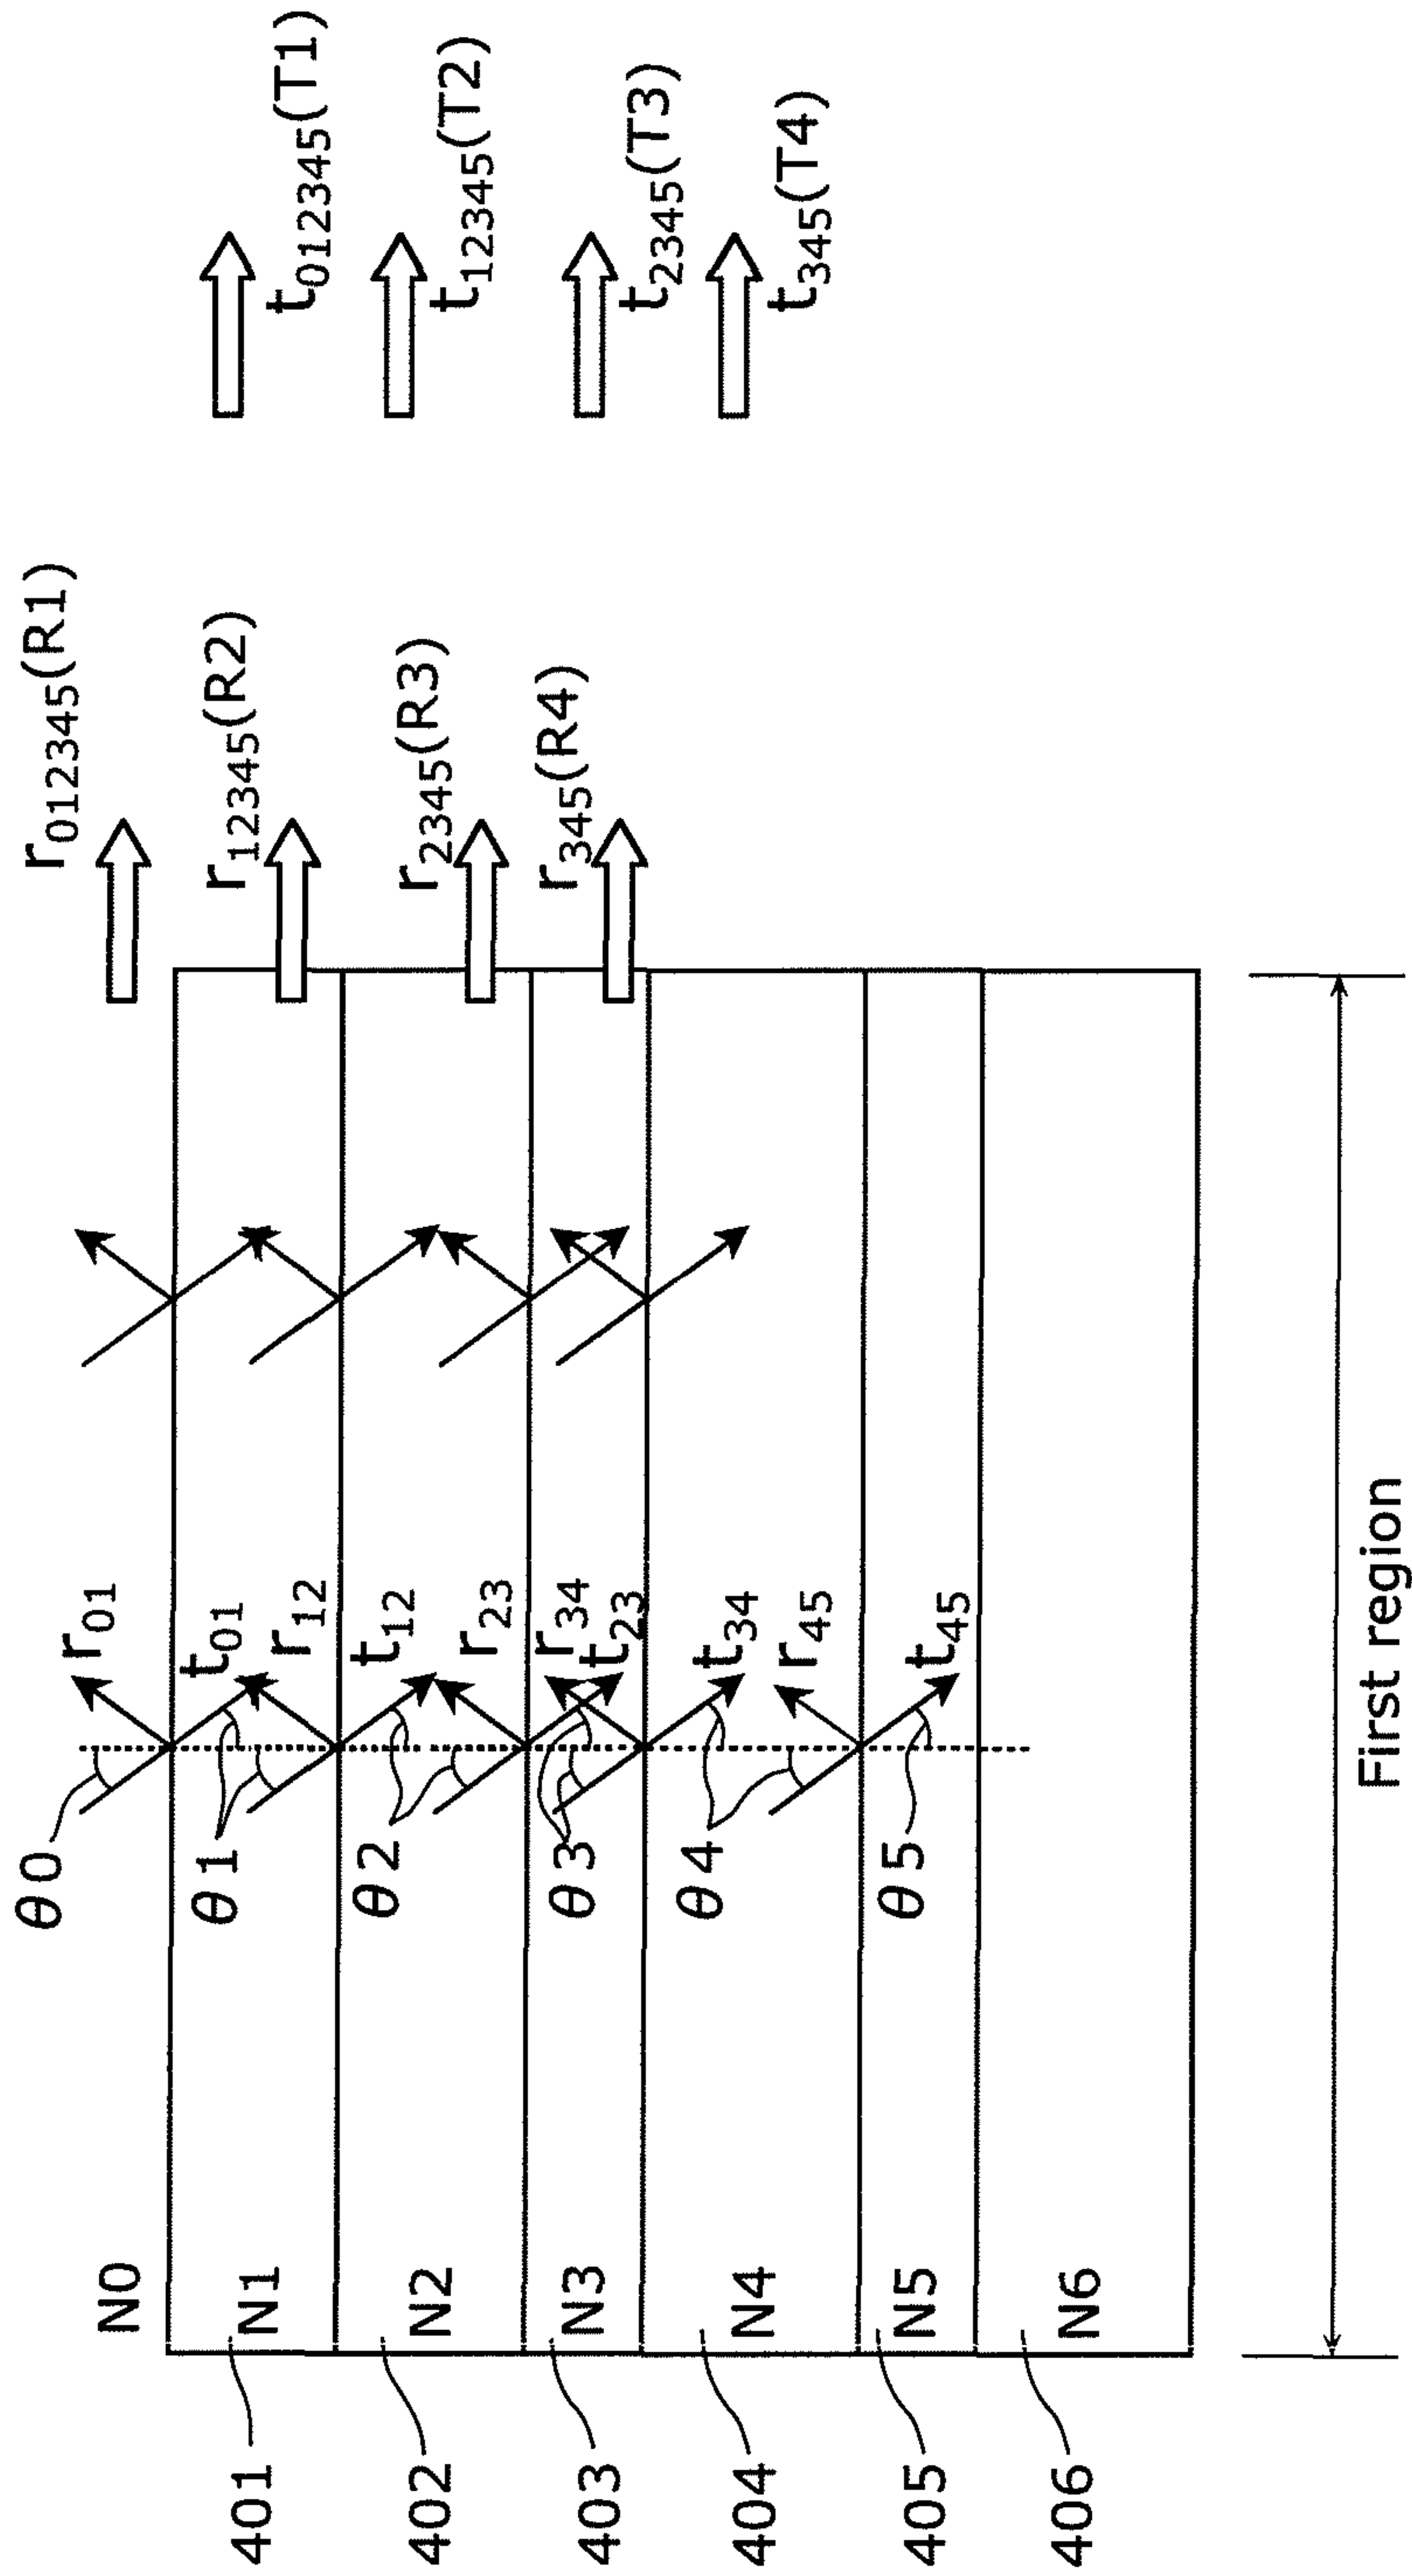 r012345(R1)
r12345(R2)
r2345(R3)
r345(R4)
t012345(T1)
t12345(T2)
t2345(T3)
t345(T4)
r01
t01
r12
t12
r23
r34
t23
t34
r45
t45
θ0
θ1
θ2
θ3
θ4
θ5
N0
N1
N2
N3
N4
N5
N6
401
402
403
404
405
406
First region